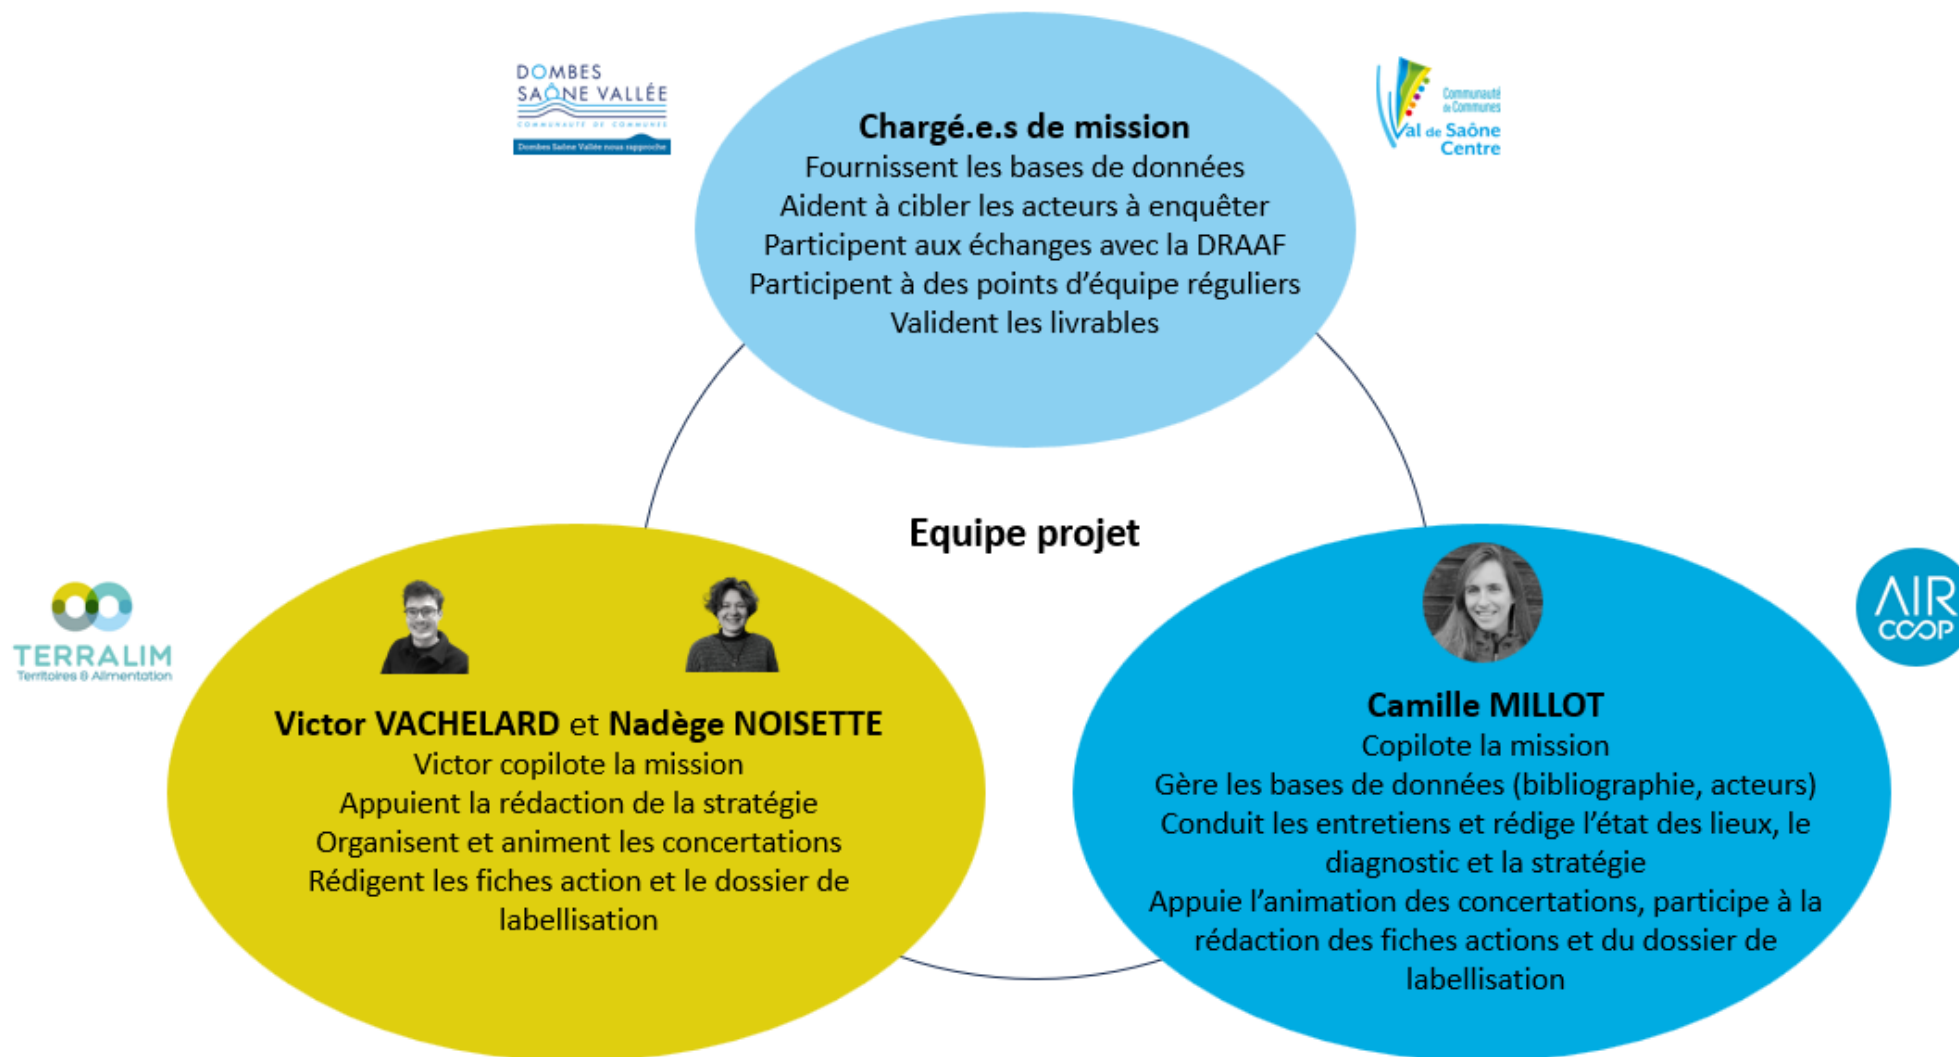 DOMBES
SAÔNE VALLÉE
COMMUNAUTÉ DE COMMUNES
Dombes Saône Vallée nous rapproche
Communauté
de Communes
Val de Saône
Centre
Chargé.e.s de mission
Fournissent les bases de données
Aident à cibler les acteurs à enquêter
Participent aux échanges avec la DRAAF
Participent à des points d’équipe réguliers
Valident les livrables
Equipe projet
TERRALIM
Territoires & Alimentation
Victor VACHELARD et Nadège NOISETTE
Victor copilote la mission
Appuient la rédaction de la stratégie
Organisent et animent les concertations
Rédigent les fiches action et le dossier de
labellisation
AIR
COOP
Camille MILLOT
Copilote la mission
Gère les bases de données (bibliographie, acteurs)
Conduit les entretiens et rédige l’état des lieux, le
diagnostic et la stratégie
Appuie l’animation des concertations, participe à la
rédaction des fiches actions et du dossier de
labellisation